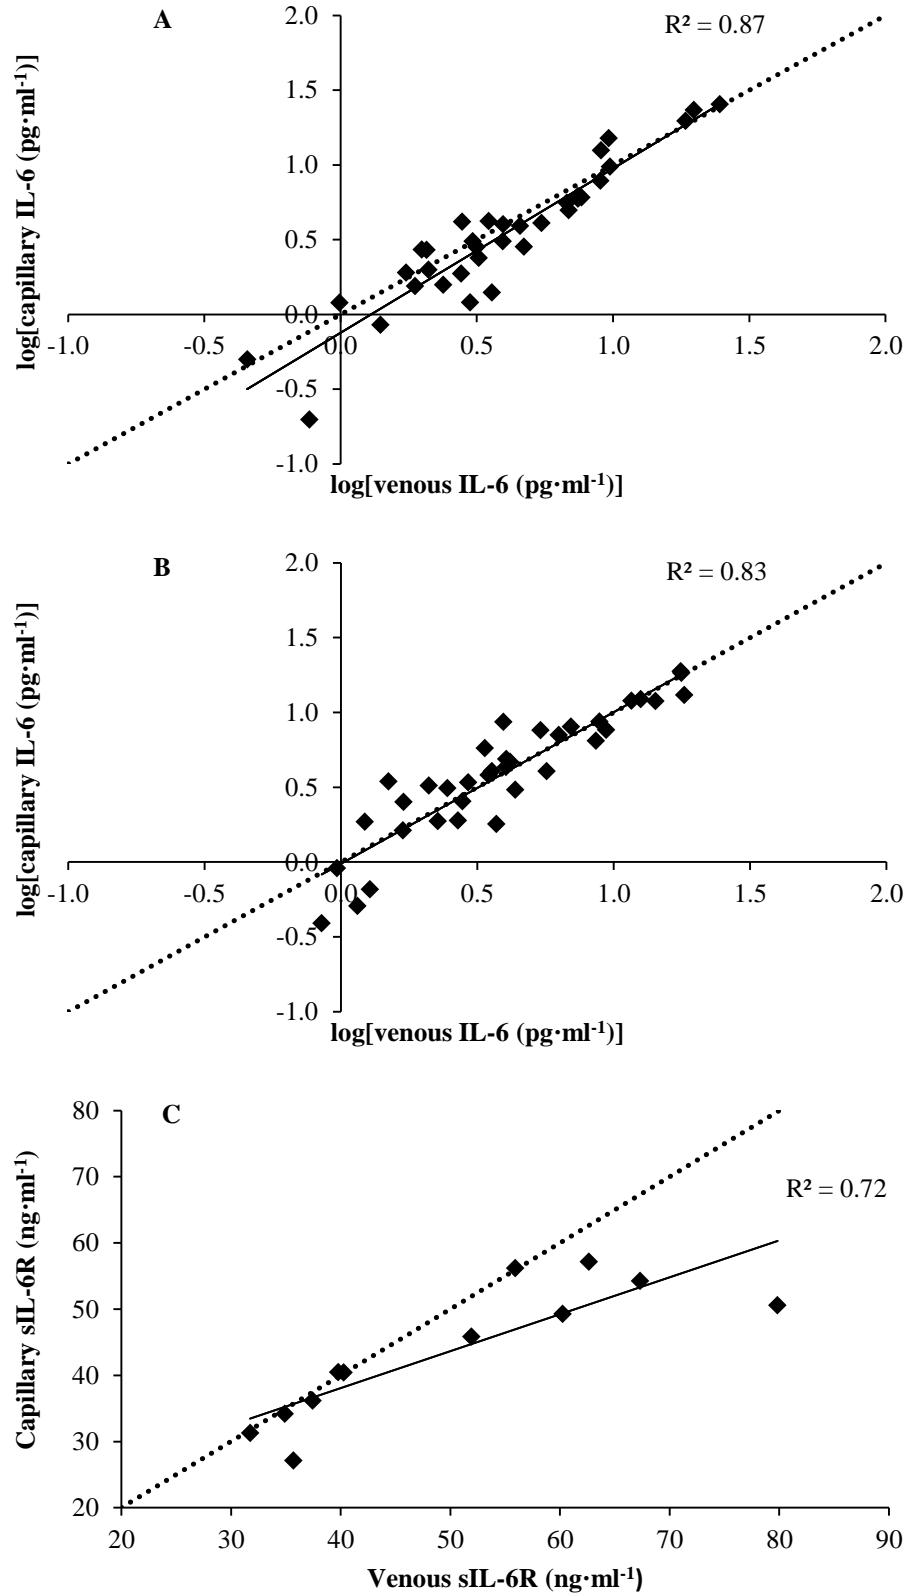 A
R² = 0.87
2.0
1.5
1.0
0.5
0.0
-0.5
-1.0
log[capillary IL-6 (pg·ml⁻¹)]
-1.0 -0.5 0.0 0.5 1.0 1.5 2.0
log[venous IL-6 (pg·ml⁻¹)]
B
R² = 0.83
2.0
1.5
1.0
0.5
0.0
-0.5
-1.0
log[capillary IL-6 (pg·ml⁻¹)]
-1.0 -0.5 0.0 0.5 1.0 1.5 2.0
log[venous IL-6 (pg·ml⁻¹)]
C
R² = 0.72
80
70
60
50
40
30
20
Capillary sIL-6R (ng·ml⁻¹)
20 30 40 50 60 70 80 90
Venous sIL-6R (ng·ml⁻¹)